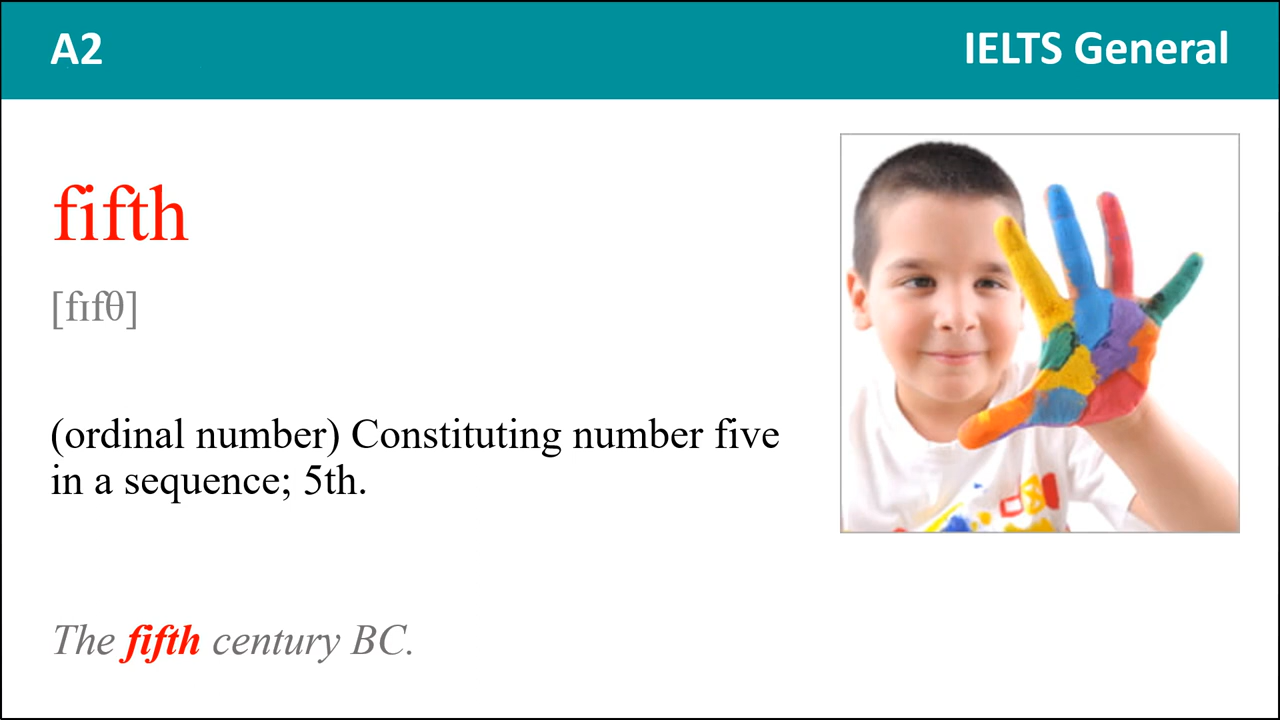 A2
IELTS General
fifth
[fɪfθ]
(ordinal number) Constituting number five
in a sequence; 5th.
The fifth century BC.